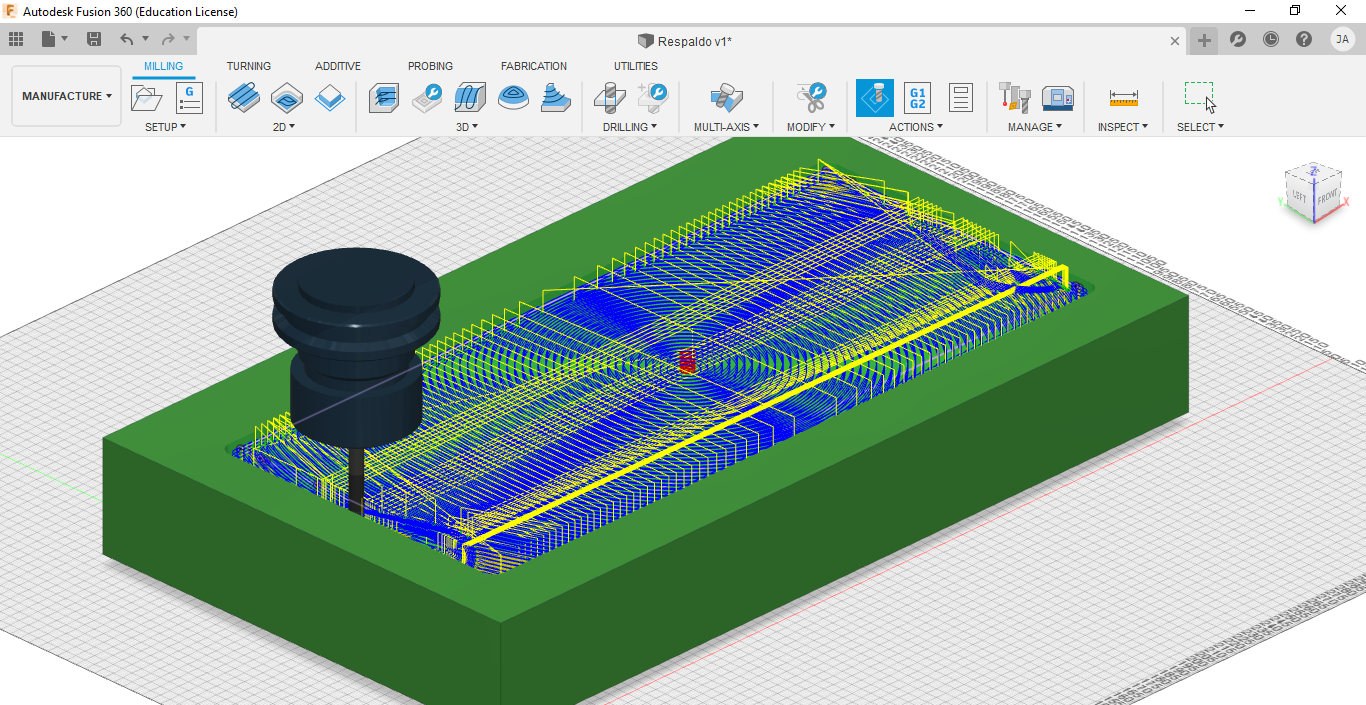 Autodesk Fusion 360 (Education License)
Respaldo v1*
JA
MILLING TURNING ADDITIVE PROBING FABRICATION UTILITIES
MANUFACTURE
G
G1
G2
SETUP 2D 3D DRILLING MULTI-AXIS MODIFY ACTIONS MANAGE INSPECT SELECT
Z
LEFT FRONT
Y X